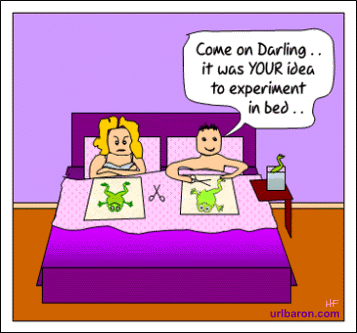 Come on Darling . .
it was YOUR idea
to experiment
in bed . .
HF
urlbaron.com